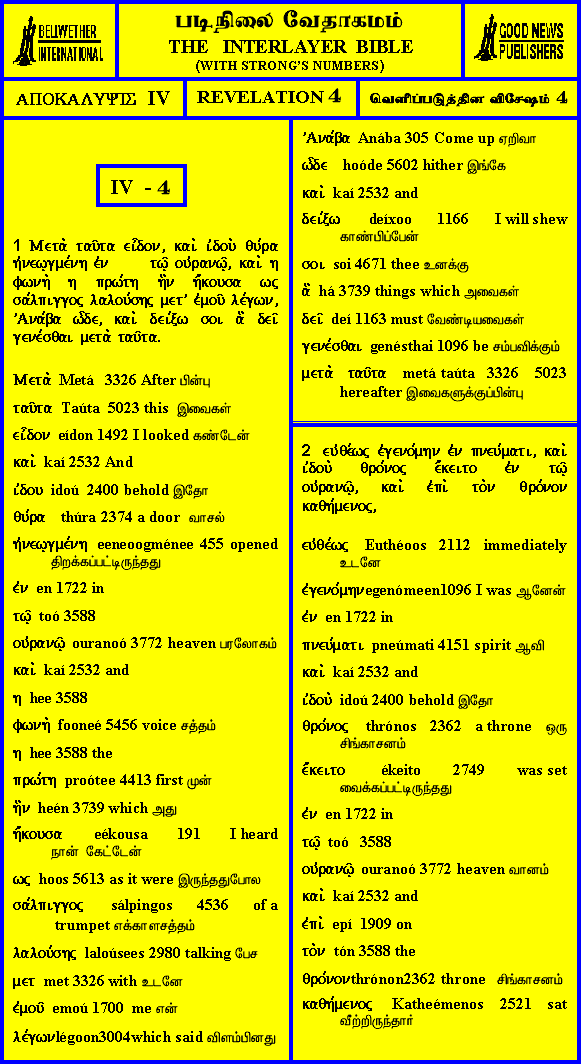 BELLWETHER
INTERNATIONAL
படிநிலை வேதாகமம்
THE INTERLAYER BIBLE
(WITH STRONG'S NUMBERS)
GOOD NEWS
PUBLISHERS
ΑΠΟΚΑΛΥΨΙΣ IV
REVELATION 4
வெளிப்படுத்தின விசேஷம் 4
IV - 4
1 Μετὰ ταῦτα εἶδον, καὶ ἰδοὺ θύρα
ἠνεῳγμένη ἐν τῷ οὐρανῷ, καὶ η
φωνὴ η πρώτη ἣν ἤκουσα ως
σάλπιγγος λαλούσης μετ’ ἐμοῦ λέγων,
’Ανάβα ὧδε, καὶ δείξω σοι ἃ δεῖ
γενέσθαι μετὰ ταῦτα.
Μετὰ Metá 3326 After பின்பு
ταῦτα Taúta 5023 this இவைகள்
εἶδον eídon 1492 I looked கண்டேன்
καὶ kaí 2532 And
ἰδου idoú 2400 behold இதோ
θύρα thúra 2374 a door வாசல்
ἠνεῳγμένη eeneoogménee 455 opened
திறக்கப்பட்டிருந்தது
ἐν en 1722 in
τῷ toó 3588
οὐρανῷ ouranoó 3772 heaven பரலோகம்
καὶ kaí 2532 and
η hee 3588
φωνὴ fooneé 5456 voice சத்தம்
η hee 3588 the
πρώτη proótee 4413 first முன்
ἣν heén 3739 which அது
ἤκουσα eékousa 191 I heard
நான் கேட்டேன்
ως hoos 5613 as it were இருந்ததுபோல
σάλπιγγος sálpingos 4536 of a
trumpet எக்காளசத்தம்
λαλούσης laloúsees 2980 talking பேச
μετ met 3326 with உடனே
ἐμοῦ emoú 1700 me என்
λέγωνlégoon3004which said விளம்பினது
’Ανάβα Anába 305 Come up ஏறிவா
ὧδε hoóde 5602 hither இங்கே
καὶ kaí 2532 and
δείξω deíxoo 1166 I will shew
காண்பிப்பேன்
σοι soi 4671 thee உனக்கு
ἃ há 3739 things which அவைகள்
δεῖ deí 1163 must வேண்டியவைகள்
γενέσθαι genésthai 1096 be சம்பவிக்கும்
μετὰ ταῦτα metá taúta 3326 5023
hereafter இவைகளுக்குப்பின்பு
2 εὐθέως ἐγενόμην ἐν πνεύματι, καὶ
ἰδοὺ θρόνος ἔκειτο ἐν τῷ
οὐρανῷ, καὶ ἐπὶ τὸν θρόνον
καθήμενος,
εὐθέως Euthéoos 2112 immediately
உடனே
ἐγενόμηνegenómeen1096 I was ஆனேன்
ἐν en 1722 in
πνεύματι pneúmati 4151 spirit ஆவி
καὶ kaí 2532 and
ἰδοὺ idoú 2400 behold இதோ
θρόνος thrónos 2362 a throne ஒரு
சிங்காசனம்
ἔκειτο ékeito 2749 was set
வைக்கப்பட்டிருந்தது
ἐν en 1722 in
τῷ toó 3588
οὐρανῷ ouranoó 3772 heaven வானம்
καὶ kaí 2532 and
ἐπὶ epí 1909 on
τὸν tón 3588 the
θρόνονthrónon2362 throne சிங்காசனம்
καθήμενος Katheémenos 2521 sat
வீற்றிருந்தார்